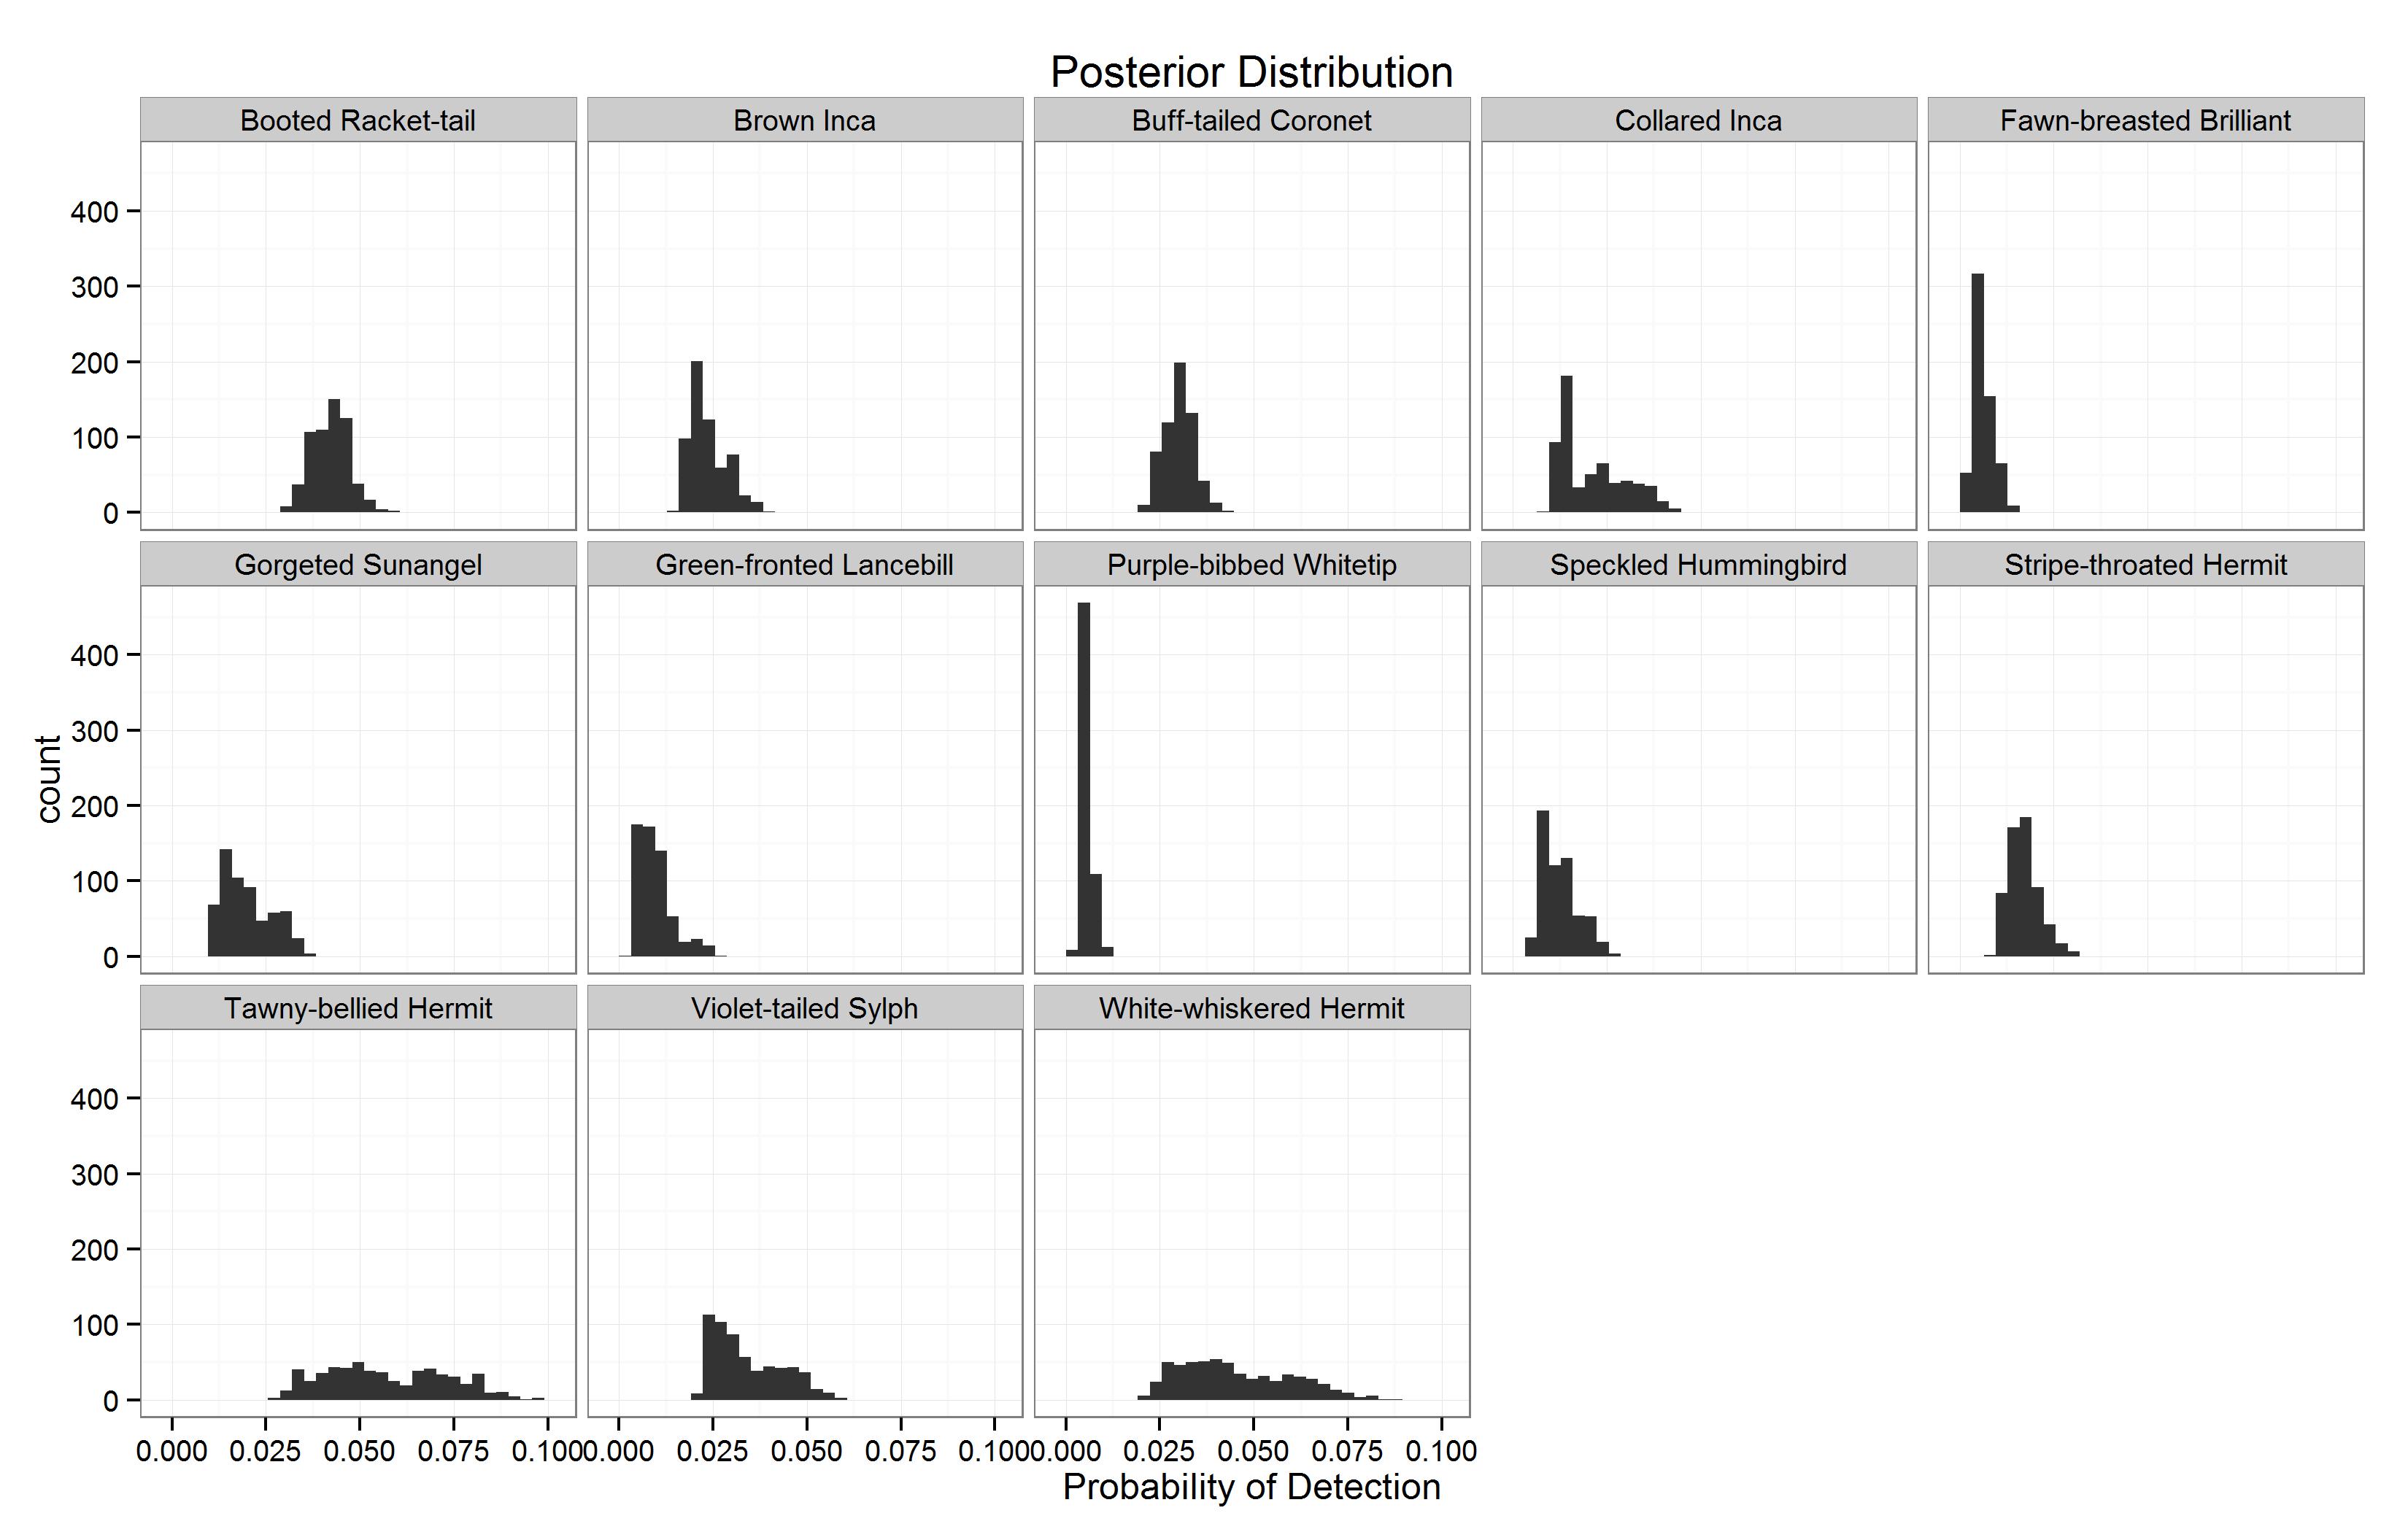 Posterior Distribution
Booted Racket-tail
Brown Inca
Buff-tailed Coronet
Collared Inca
Fawn-breasted Brilliant
400
300
200
100
0
Gorgeted Sunangel
Green-fronted Lancebill
Purple-bibbed Whitetip
Speckled Hummingbird
Stripe-throated Hermit
400
300
200
100
0
count
Tawny-bellied Hermit
Violet-tailed Sylph
White-whiskered Hermit
400
300
200
100
0
0.000 0.025 0.050 0.075 0.100
0.000 0.025 0.050 0.075 0.100
0.000 0.025 0.050 0.075 0.100
Probability of Detection